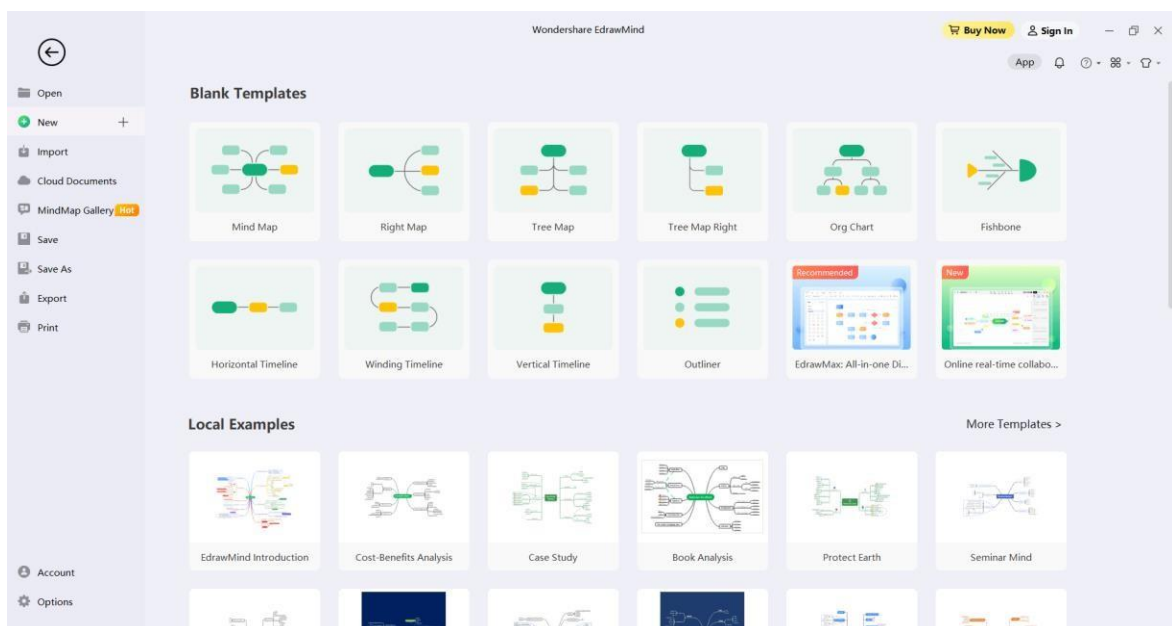 Wondershare EdrawMind
Buy Now
Sign In
App
Open
New
Import
Cloud Documents
MindMap Gallery Hot
Save
Save As
Export
Print
Account
Options
Blank Templates
Mind Map
Right Map
Tree Map
Tree Map Right
Org Chart
Fishbone
Recommended
New
Horizontal Timeline
Winding Timeline
Vertical Timeline
Outliner
EdrawMax: All-in-one Di...
Online real-time collabo...
Local Examples
More Templates >
EdrawMind Introduction
Cost-Benefits Analysis
Case Study
Book Analysis
Protect Earth
Seminar Mind